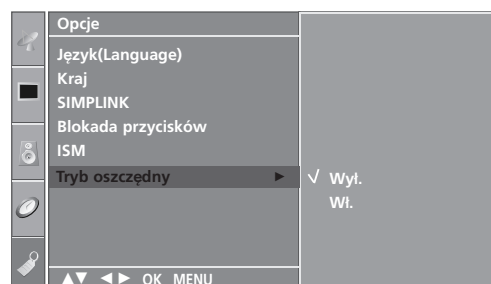 Opcje
Język(Language)
Kraj
SIMPLINK
Blokada przycisków
ISM
Tryb oszczędny ► √ Wył.
Wł.
▲▼ ◄► OK MENU